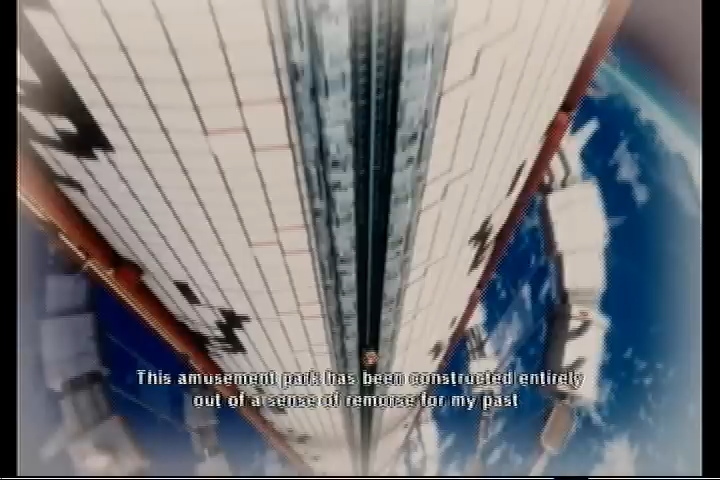 This amusement park has been constructed entirely
out of a sense of remorse for my past